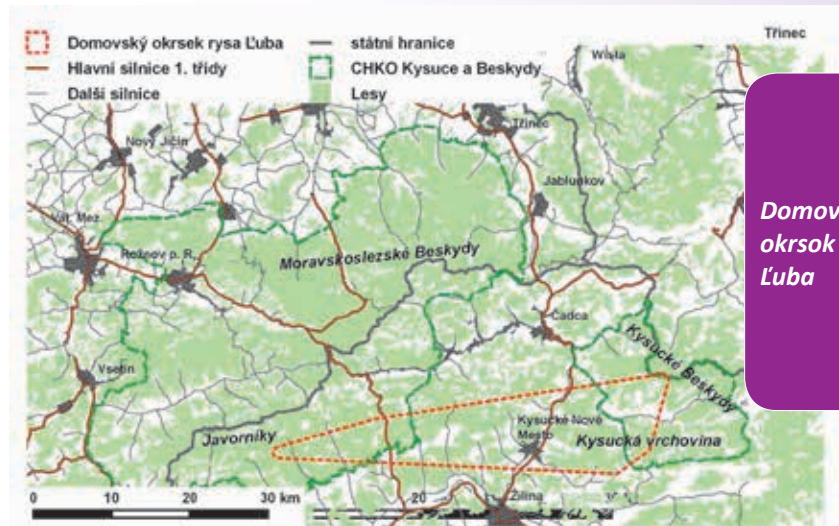 Domovský okrsek rysa Ľuba
Hlavní silnice 1. třídy
Další silnice
státní hranice
CHKO Kysuce a Beskydy
Lesy
Třinec
Wisła
Třinec
Nový Jičín
Jablunkov
Val. Mez.
Rožnov p. R.
Moravskoslezské Beskydy
Čadca
Vsetín
Kysucké Beskydy
Javorníky
Kysucké Nové
Mesto
Kysucká vrchovina
Žilina
0 10 20 30 km
20
Domov
okrsok
Ľuba